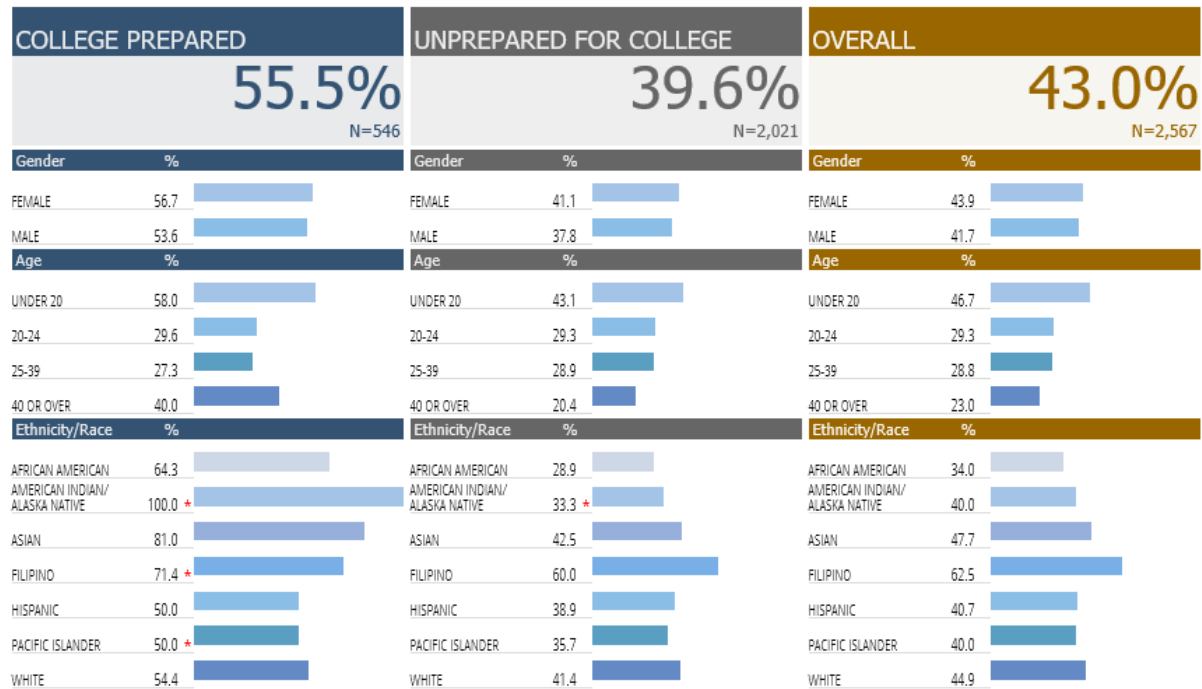 COLLEGE PREPARED
55.5%
N=546
Gender %
FEMALE 56.7
MALE 53.6
Age %
UNDER 20 58.0
20-24 29.6
25-39 27.3
40 OR OVER 40.0
Ethnicity/Race %
AFRICAN AMERICAN 64.3
AMERICAN INDIAN/
ALASKA NATIVE 100.0 *
ASIAN 81.0
FILIPINO 71.4 *
HISPANIC 50.0
PACIFIC ISLANDER 50.0 *
WHITE 54.4
UNPREPARED FOR COLLEGE
39.6%
N=2,021
Gender %
FEMALE 41.1
MALE 37.8
Age %
UNDER 20 43.1
20-24 29.3
25-39 28.9
40 OR OVER 20.4
Ethnicity/Race %
AFRICAN AMERICAN 28.9
AMERICAN INDIAN/
ALASKA NATIVE 33.3 *
ASIAN 42.5
FILIPINO 60.0
HISPANIC 38.9
PACIFIC ISLANDER 35.7
WHITE 41.4
OVERALL
43.0%
N=2,567
Gender %
FEMALE 43.9
MALE 41.7
Age %
UNDER 20 46.7
20-24 29.3
25-39 28.8
40 OR OVER 23.0
Ethnicity/Race %
AFRICAN AMERICAN 34.0
AMERICAN INDIAN/
ALASKA NATIVE 40.0
ASIAN 47.7
FILIPINO 62.5
HISPANIC 40.7
PACIFIC ISLANDER 40.0
WHITE 44.9